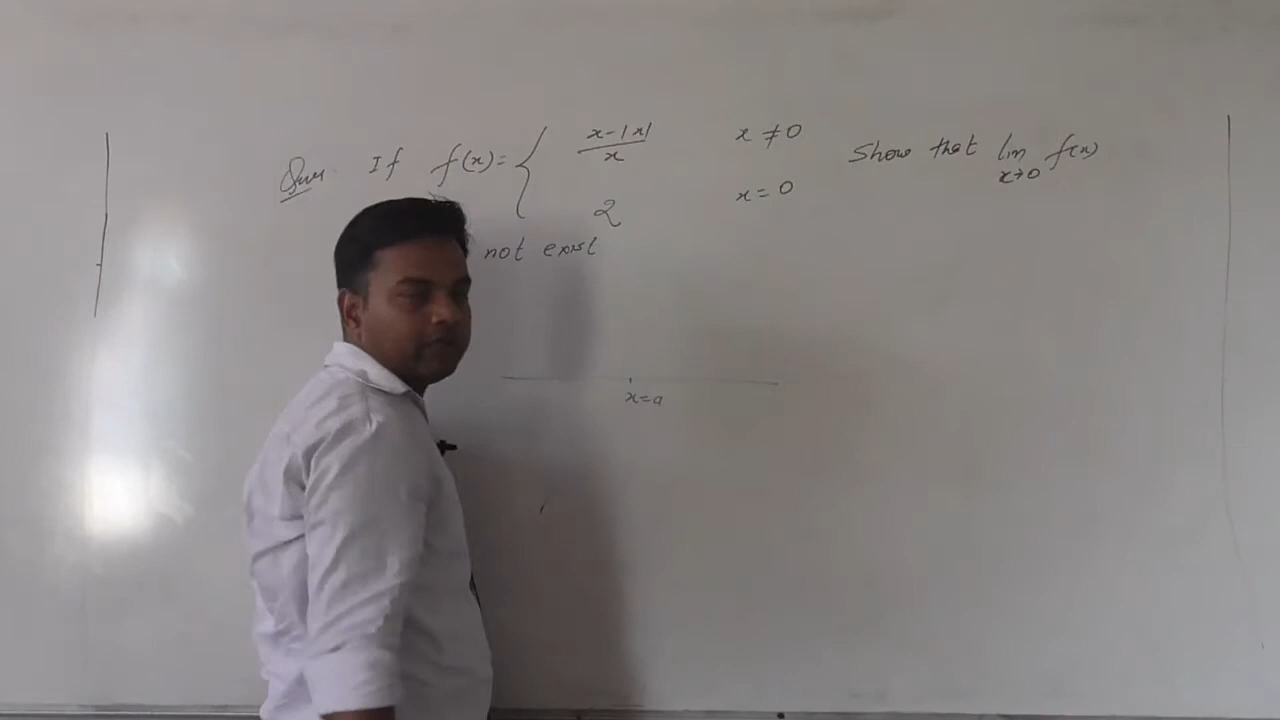 Ques. If f(x) = { x-|x| / x x ≠ 0 Show that lim x→0 f(x)
2 x = 0
not exist
x=a